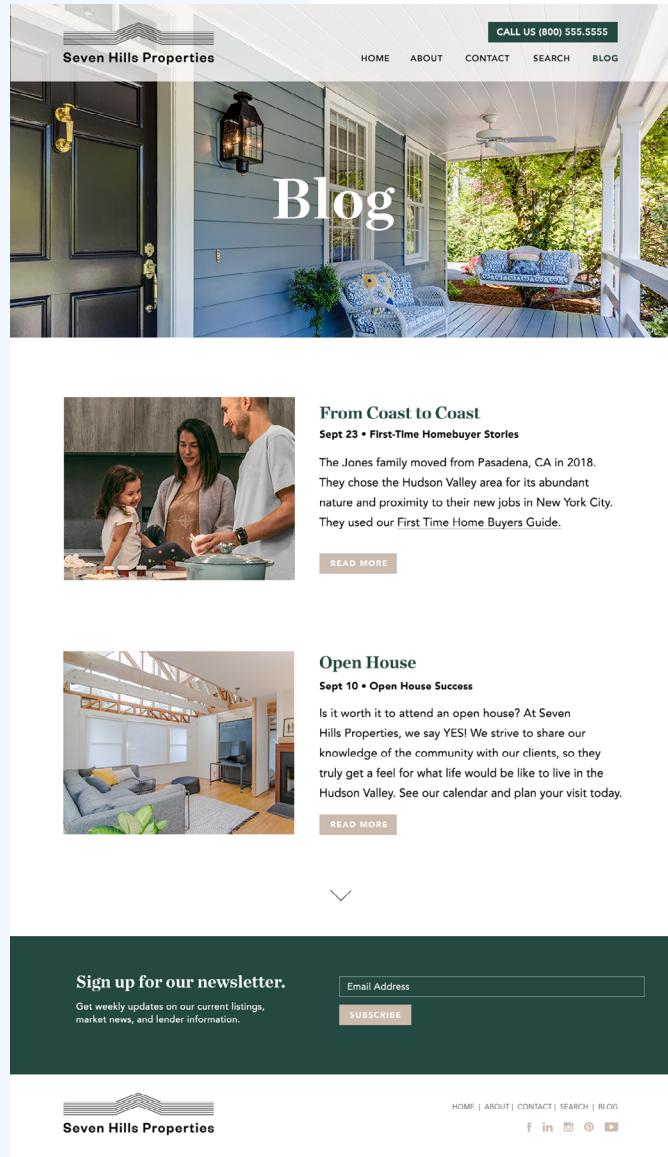 Seven Hills Properties
CALL US (800) 555.5555
HOME ABOUT CONTACT SEARCH BLOG
Blog
From Coast to Coast
Sept 23 • First-Time Homebuyer Stories
The Jones family moved from Pasadena, CA in 2018.
They chose the Hudson Valley area for its abundant
nature and proximity to their new jobs in New York City.
They used our First Time Home Buyers Guide.
READ MORE
Open House
Sept 10 • Open House Success
Is it worth it to attend an open house? At Seven
Hills Properties, we say YES! We strive to share our
knowledge of the community with our clients, so they
truly get a feel for what life would be like to live in the
Hudson Valley. See our calendar and plan your visit today.
READ MORE
Sign up for our newsletter.
Get weekly updates on our current listings,
market news, and lender information.
Email Address
SUBSCRIBE
Seven Hills Properties
HOME | ABOUT | CONTACT | SEARCH | BLOG